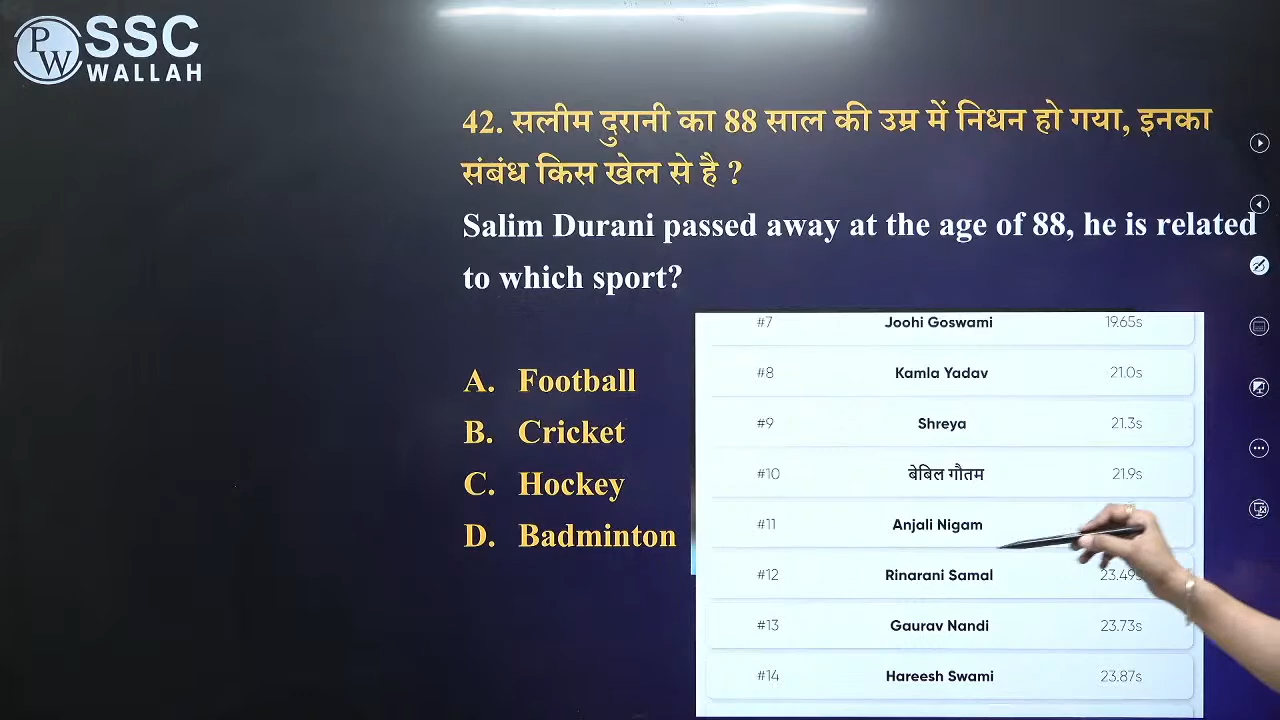 PW SSC
WALLAH
42. सलीम दुरानी का 88 साल की उम्र में निधन हो गया, इनका
संबंध किस खेल से है ?
Salim Durani passed away at the age of 88, he is related
to which sport?
A. Football
B. Cricket
C. Hockey
D. Badminton
#7 Joohi Goswami 19.65s
#8 Kamla Yadav 21.0s
#9 Shreya 21.3s
#10 बेबिल गौतम 21.9s
#11 Anjali Nigam
#12 Rinarani Samal 23.49s
#13 Gaurav Nandi 23.73s
#14 Hareesh Swami 23.87s